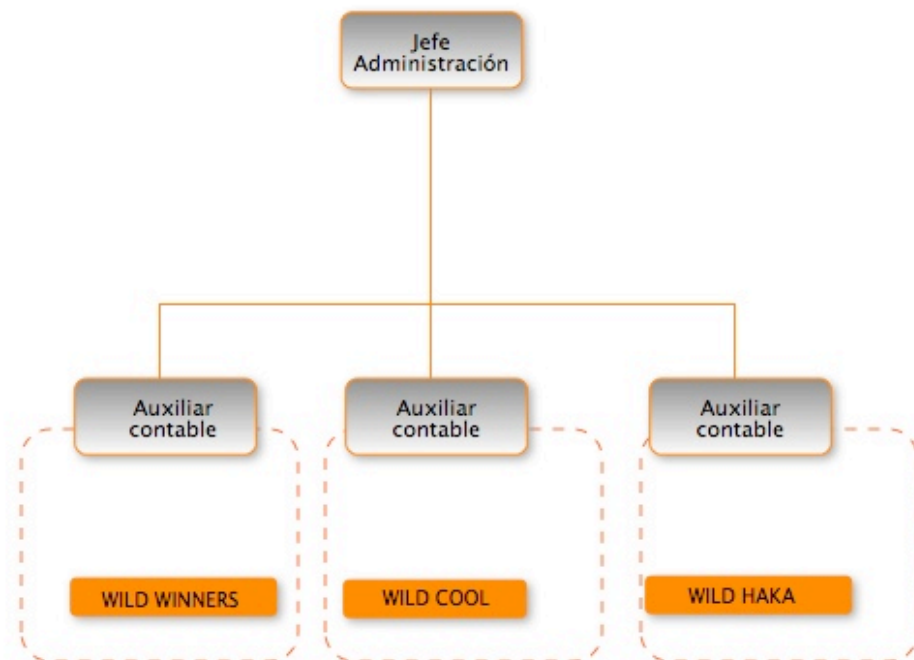 Jefe
Administración
Auxiliar
contable
Auxiliar
contable
Auxiliar
contable
WILD WINNERS
WILD COOL
WILD HAKA